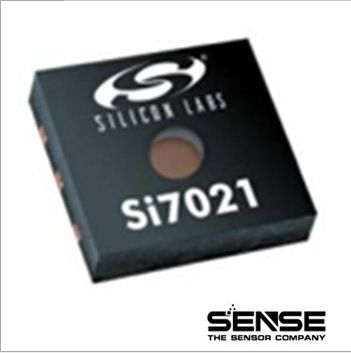 SILICON LABS
Si7021
SENSE
THE SENSOR COMPANY